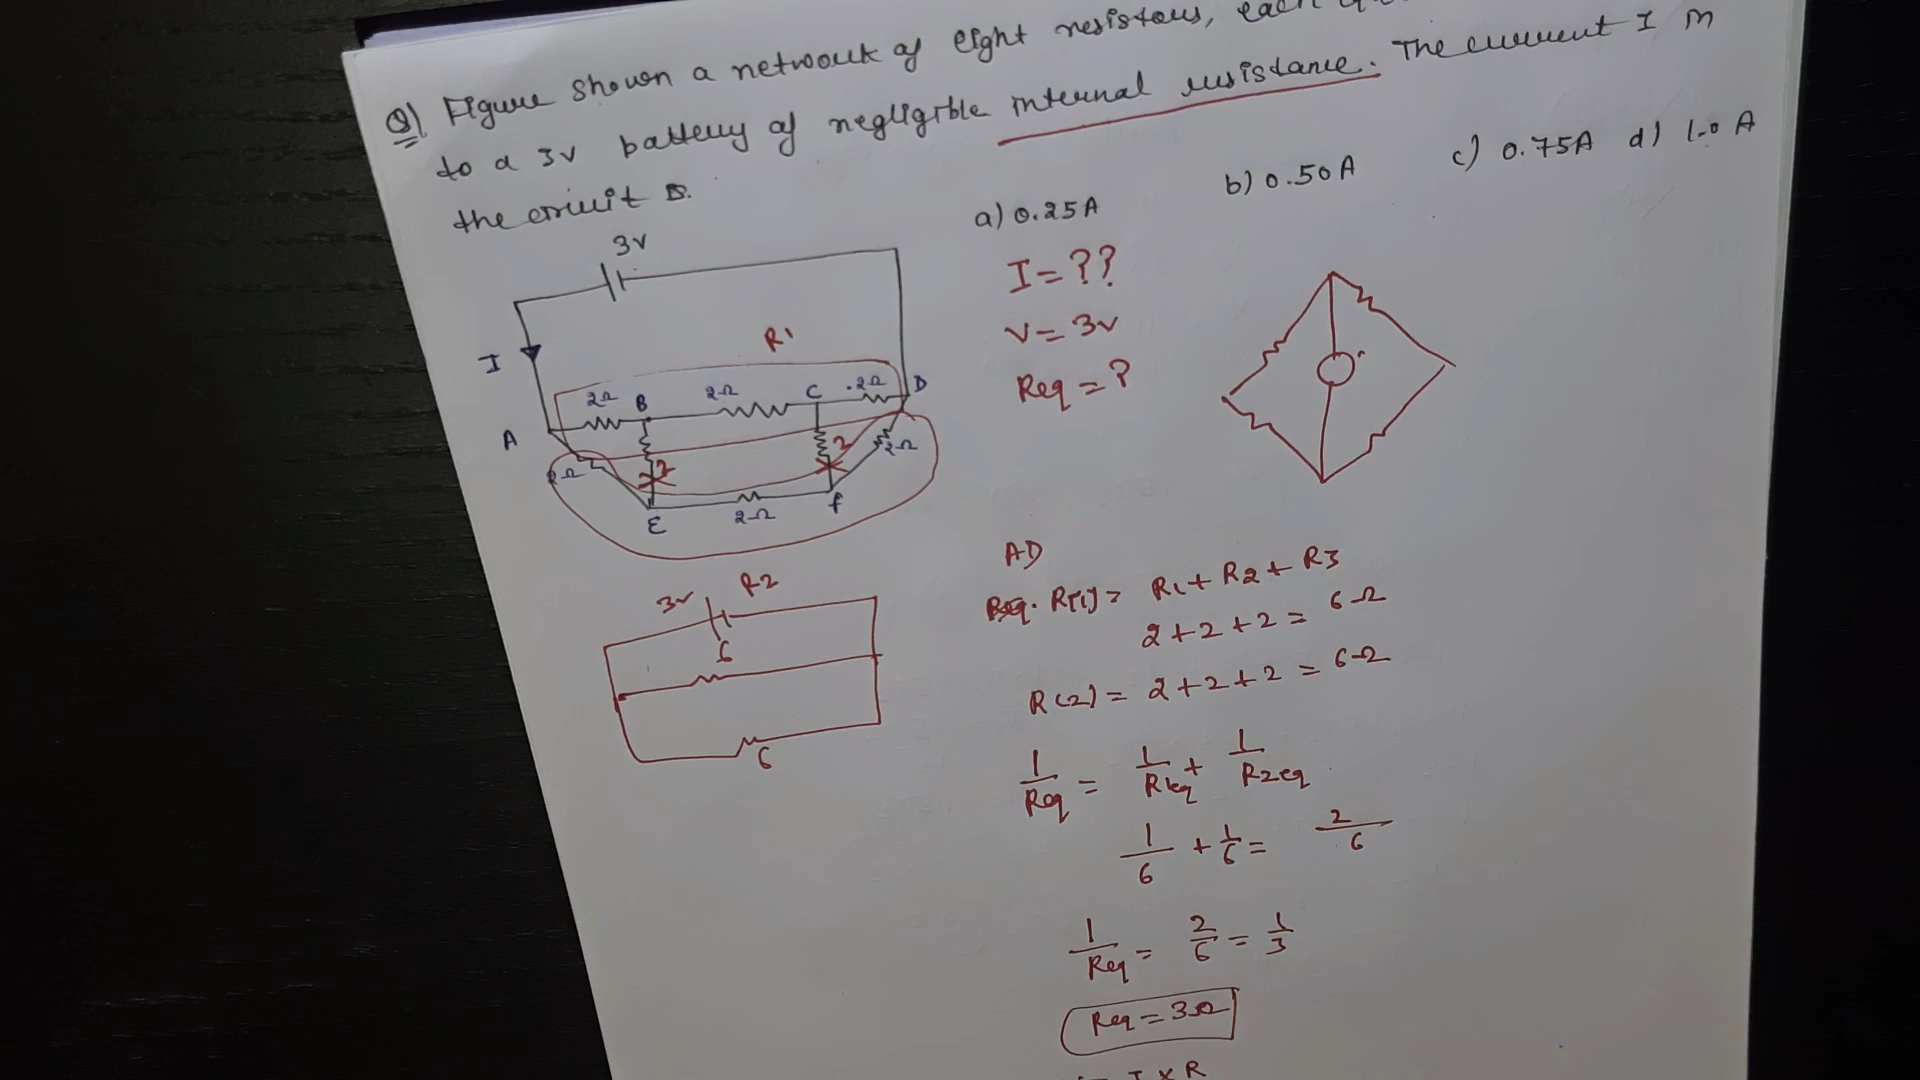 Q) Figure shown a network of eight resistors, each
to a 3V battery of negligible internal resistance. The current I in
the circuit is.
a) 0.25A b) 0.50A c) 0.75A d) 1.0 A
3V
I
R1
2Ω B 2Ω C 2Ω D
A
2Ω 2 2 2Ω
E 2Ω F
I = ??
V = 3V
Req = ?
3V R2
6
6
AD
R(1) = R1 + R2 + R3
2 + 2 + 2 = 6Ω
R(2) = 2 + 2 + 2 = 6Ω
1/Req = 1/R1eq + 1/R2eq
1/6 + 1/6 = 2/6
1/Req = 2/6 = 1/3
Req = 3Ω
I × R